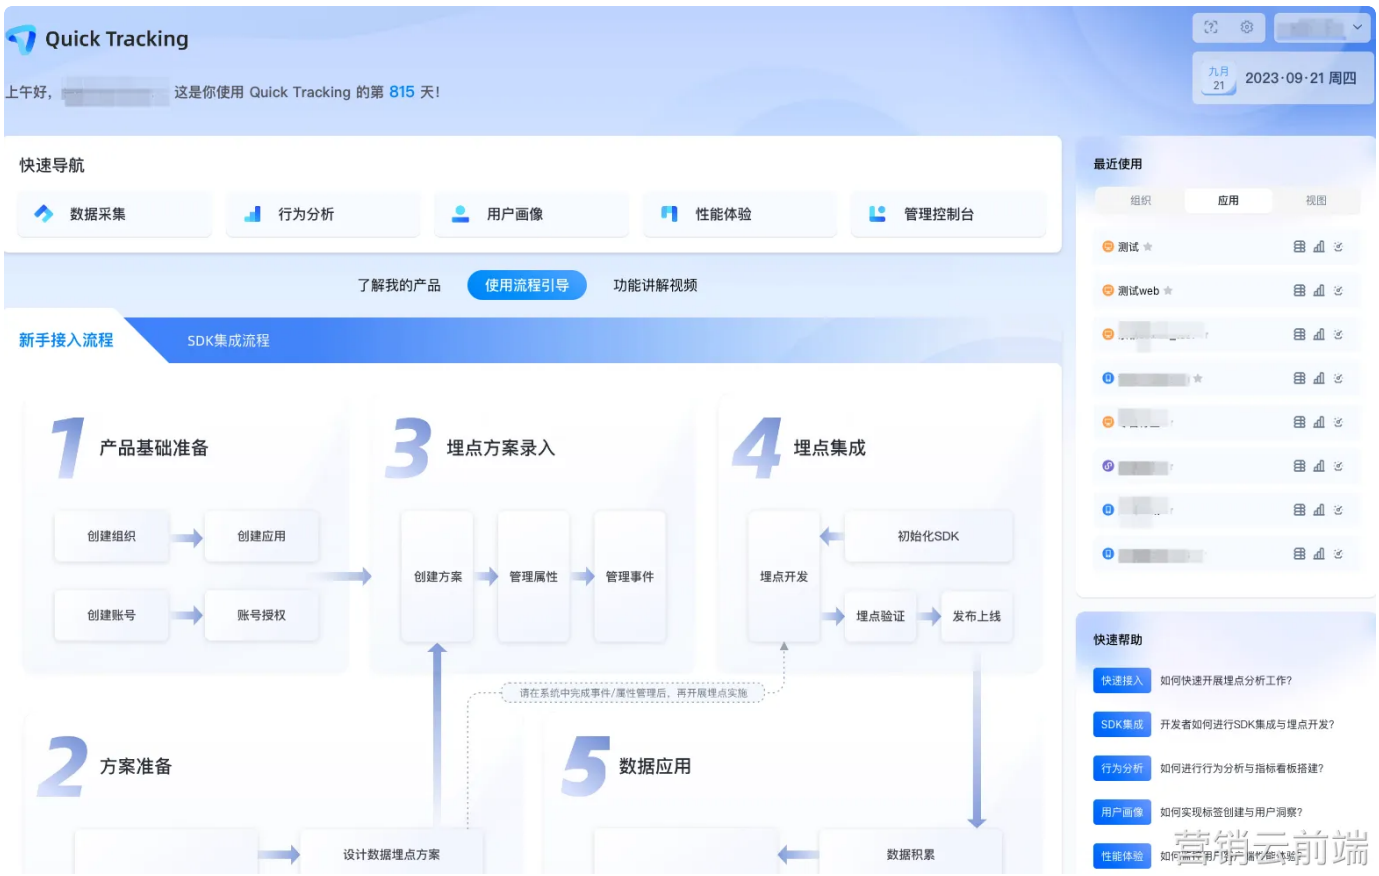 Quick Tracking
上午好,
这是你使用 Quick Tracking 的第 815 天!
九月
21
2023·09·21 周四
快速导航
数据采集
行为分析
用户画像
性能体验
管理控制台
了解我的产品
使用流程引导
功能讲解视频
新手接入流程
SDK集成流程
1 产品基础准备
创建组织
创建应用
创建账号
账号授权
3 埋点方案录入
创建方案
管理属性
管理事件
4 埋点集成
初始化SDK
埋点开发
埋点验证
发布上线
请在系统中完成事件/属性管理后，再开展埋点实施
2 方案准备
设计数据埋点方案
5 数据应用
数据积累
最近使用
组织
应用
视图
测试
测试web
快速帮助
快速接入 如何快速开展埋点分析工作?
SDK集成 开发者如何进行SDK集成与埋点开发?
行为分析 如何进行行为分析与指标看板搭建?
用户画像 如何实现标签创建与用户洞察?
性能体验
营销云前端